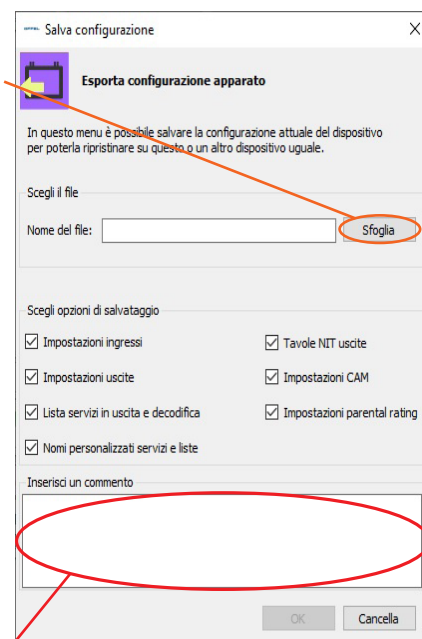 Salva configurazione
Esporta configurazione apparato
In questo menu è possibile salvare la configurazione attuale del dispositivo
per poterla ripristinare su questo o un altro dispositivo uguale.
Scegli il file
Nome del file:
Sfoglia
Scegli opzioni di salvataggio
Impostazioni ingressi
Tavole NIT uscite
Impostazioni uscite
Impostazioni CAM
Lista servizi in uscita e decodifica
Impostazioni parental rating
Nomi personalizzati servizi e liste
Inserisci un commento
OK
Cancella